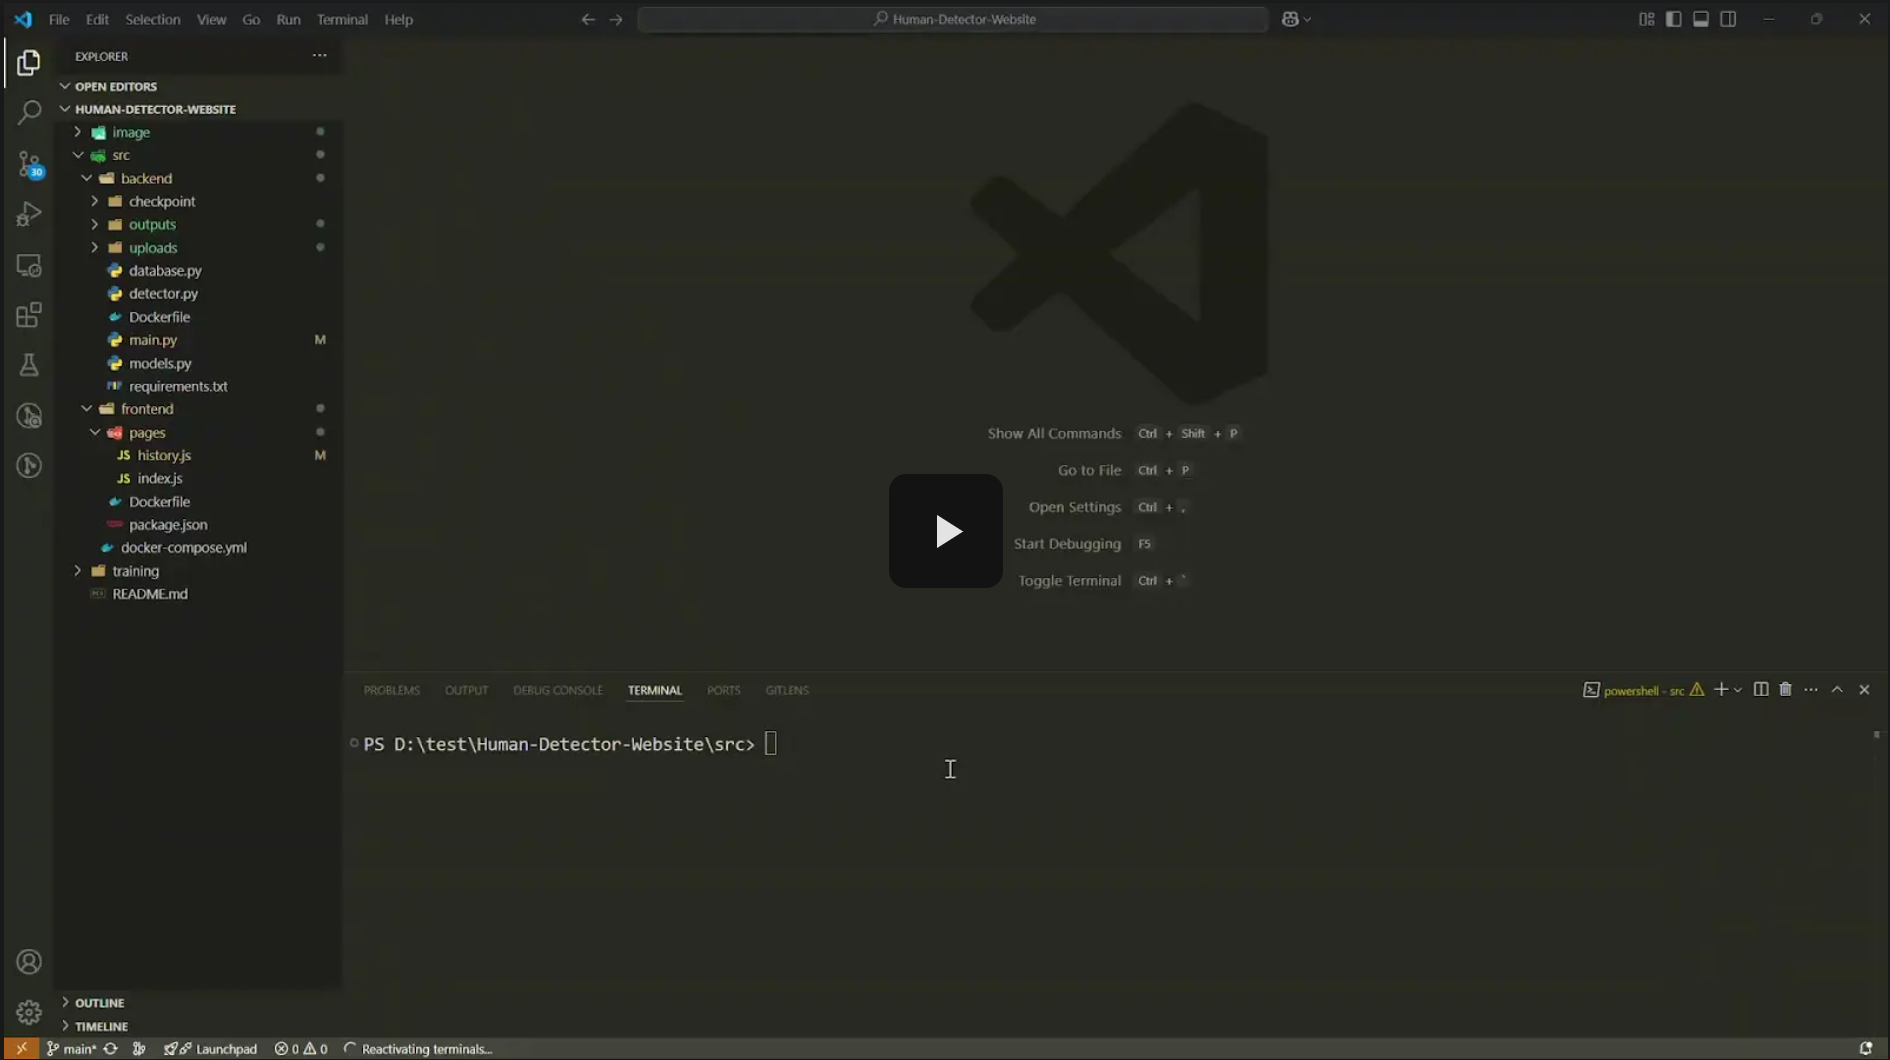 File Edit Selection View Go Run Terminal Help
Human-Detector-Website
EXPLORER
OPEN EDITORS
HUMAN-DETECTOR-WEBSITE
image
src
backend
checkpoint
outputs
uploads
database.py
detector.py
Dockerfile
main.py M
models.py
requirements.txt
frontend
pages
JS history.js M
JS index.js
Dockerfile
package.json
docker-compose.yml
training
README.md
OUTLINE
TIMELINE
30
Show All Commands Ctrl + Shift + P
Go to File Ctrl + P
Open Settings Ctrl + ,
Start Debugging F5
Toggle Terminal Ctrl + `
PROBLEMS OUTPUT DEBUG CONSOLE TERMINAL PORTS GITLENS
powershell - src
PS D:\test\Human-Detector-Website\src>
main* Launchpad 0 0 Reactivating terminals...